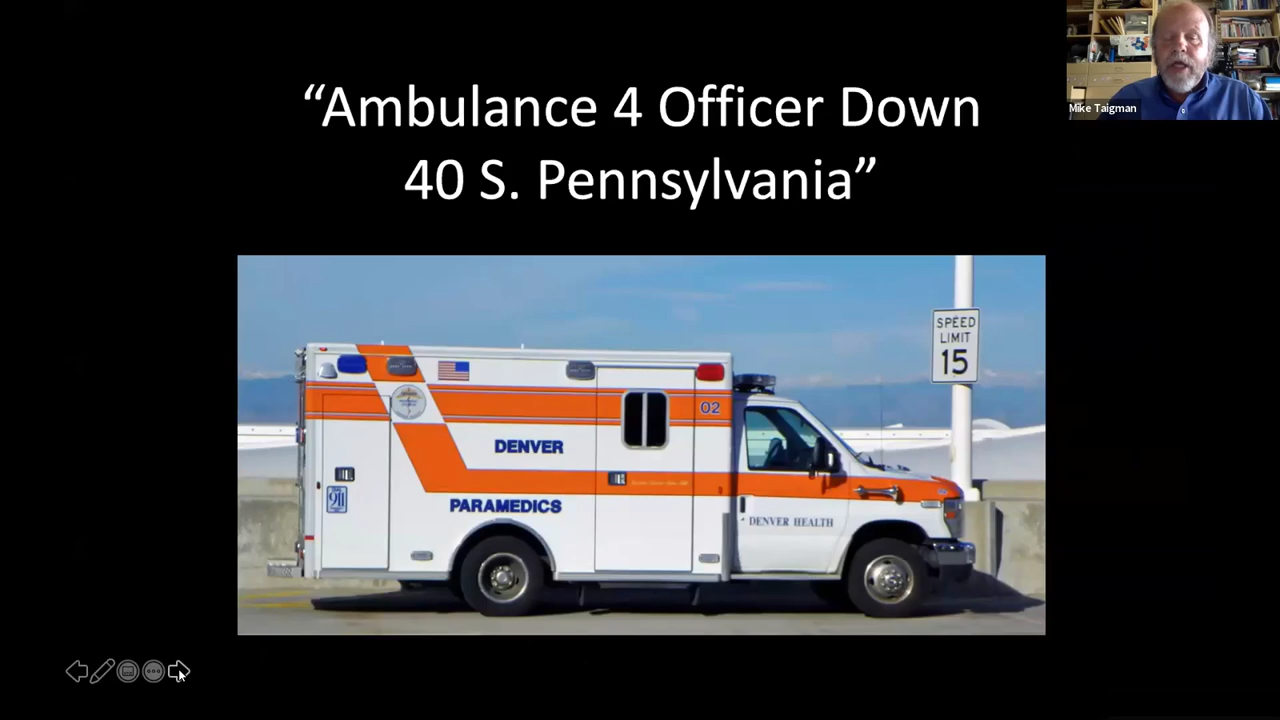 “Ambulance 4 Officer Down
40 S. Pennsylvania”
Mike Taigman
SPEED
LIMIT
15
02
DENVER
911
PARAMEDICS
DENVER HEALTH